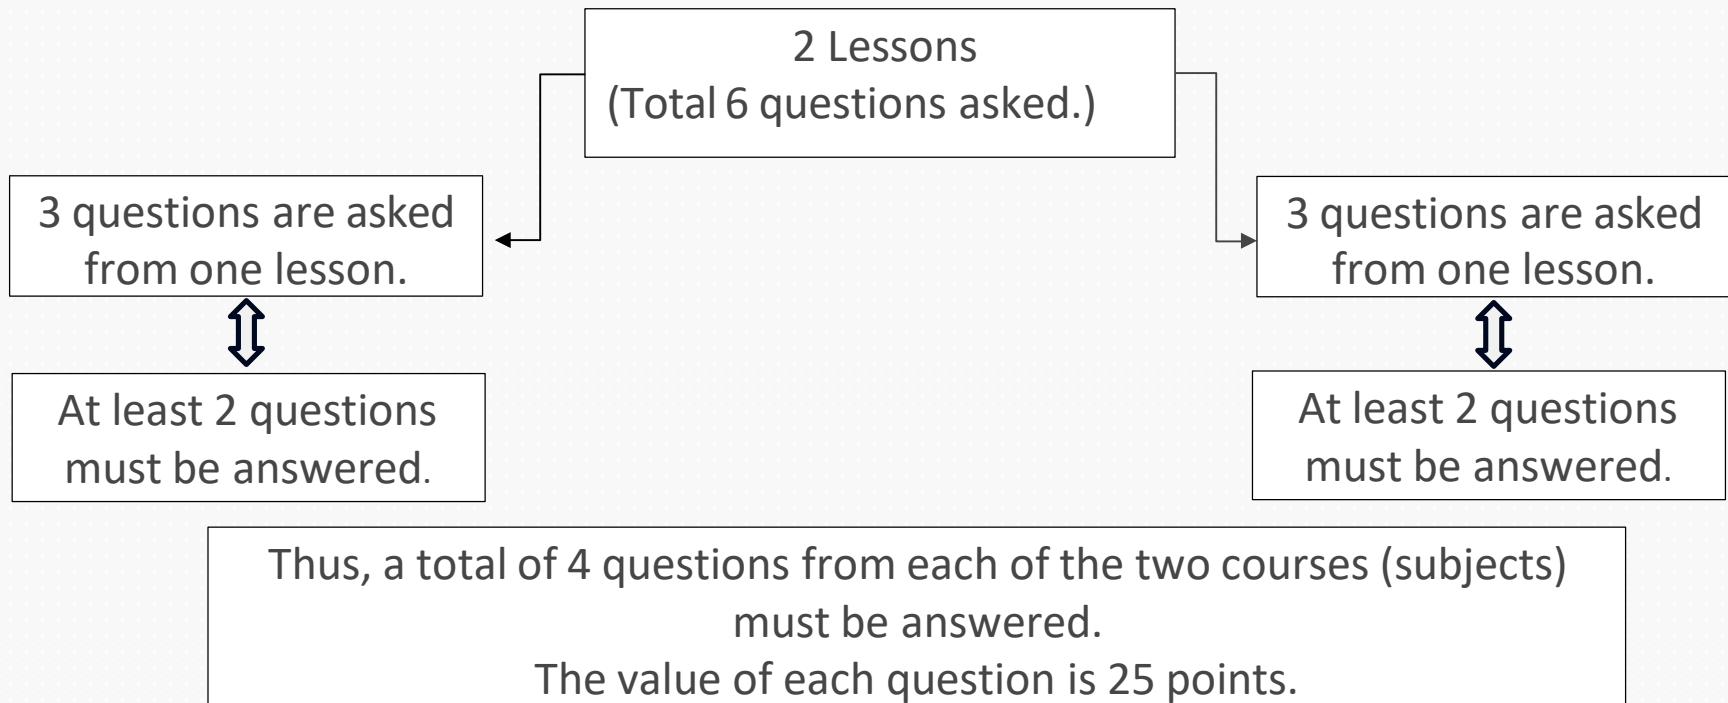 2 Lessons
(Total 6 questions asked.)
3 questions are asked
from one lesson.
3 questions are asked
from one lesson.
At least 2 questions
must be answered.
At least 2 questions
must be answered.
Thus, a total of 4 questions from each of the two courses (subjects)
must be answered.
The value of each question is 25 points.